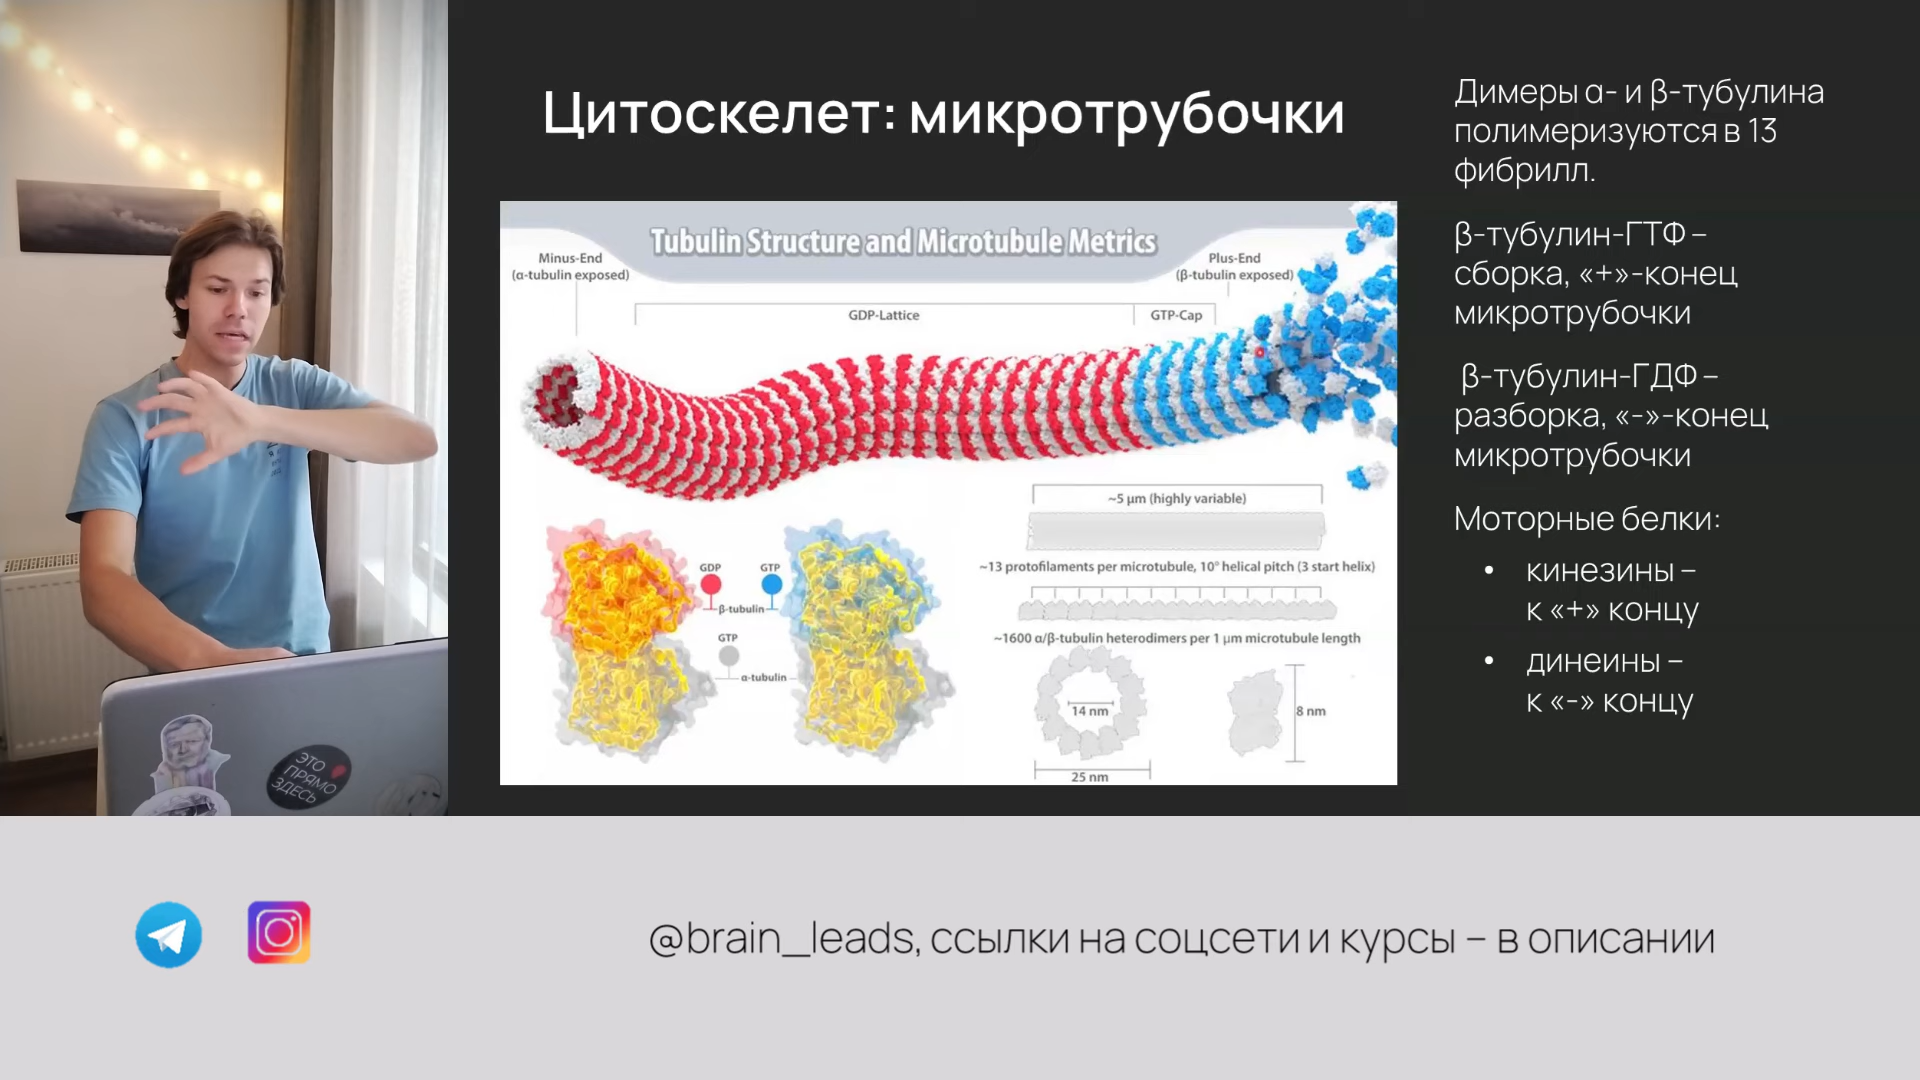 Цитоскелет: микротрубочки
Tubulin Structure and Microtubule Metrics
Minus-End
(α-tubulin exposed)
Plus-End
(β-tubulin exposed)
GDP-Lattice
GTP-Cap
~5 µm (highly variable)
~13 protofilaments per microtubule, 10° helical pitch (3 start helix)
~1600 α/β-tubulin heterodimers per 1 µm microtubule length
GDP
GTP
β-tubulin
GTP
α-tubulin
14 nm
25 nm
8 nm
Димеры α- и β-тубулина
полимеризуются в 13
фибрилл.
β-тубулин-ГТФ –
сборка, «+»-конец
микротрубочки
β-тубулин-ГДФ –
разборка, «-»-конец
микротрубочки
Моторные белки:
• кинезины –
к «+» концу
• динеины –
к «-» концу
ЭТО
ПРЯМО
ЗДЕСЬ
@brain_leads, ссылки на соцсети и курсы – в описании